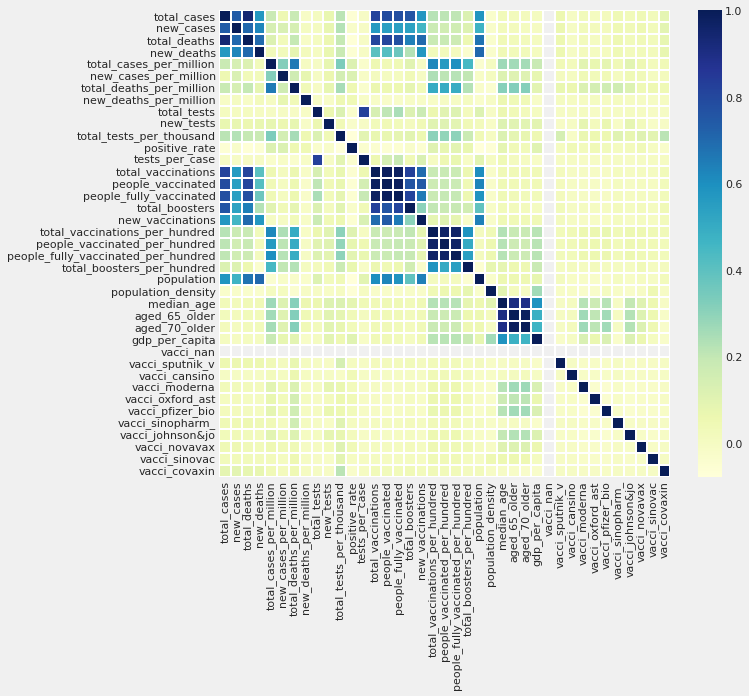 total_cases
new_cases
total_deaths
new_deaths
total_cases_per_million
new_cases_per_million
total_deaths_per_million
new_deaths_per_million
total_tests
new_tests
total_tests_per_thousand
positive_rate
tests_per_case
total_vaccinations
people_vaccinated
people_fully_vaccinated
total_boosters
new_vaccinations
total_vaccinations_per_hundred
people_vaccinated_per_hundred
people_fully_vaccinated_per_hundred
total_boosters_per_hundred
population
population_density
median_age
aged_65_older
aged_70_older
gdp_per_capita
vacci_nan
vacci_sputnik_v
vacci_cansino
vacci_moderna
vacci_oxford_ast
vacci_pfizer_bio
vacci_sinopharm_
vacci_johnson&jo
vacci_novavax
vacci_sinovac
vacci_covaxin
total_cases
new_cases
total_deaths
new_deaths
total_cases_per_million
new_cases_per_million
total_deaths_per_million
new_deaths_per_million
total_tests
new_tests
total_tests_per_thousand
positive_rate
tests_per_case
total_vaccinations
people_vaccinated
people_fully_vaccinated
total_boosters
new_vaccinations
total_vaccinations_per_hundred
people_vaccinated_per_hundred
people_fully_vaccinated_per_hundred
total_boosters_per_hundred
population
population_density
median_age
aged_65_older
aged_70_older
gdp_per_capita
vacci_nan
vacci_sputnik_v
vacci_cansino
vacci_moderna
vacci_oxford_ast
vacci_pfizer_bio
vacci_sinopharm_
vacci_johnson&jo
vacci_novavax
vacci_sinovac
vacci_covaxin
1.0
0.8
0.6
0.4
0.2
0.0